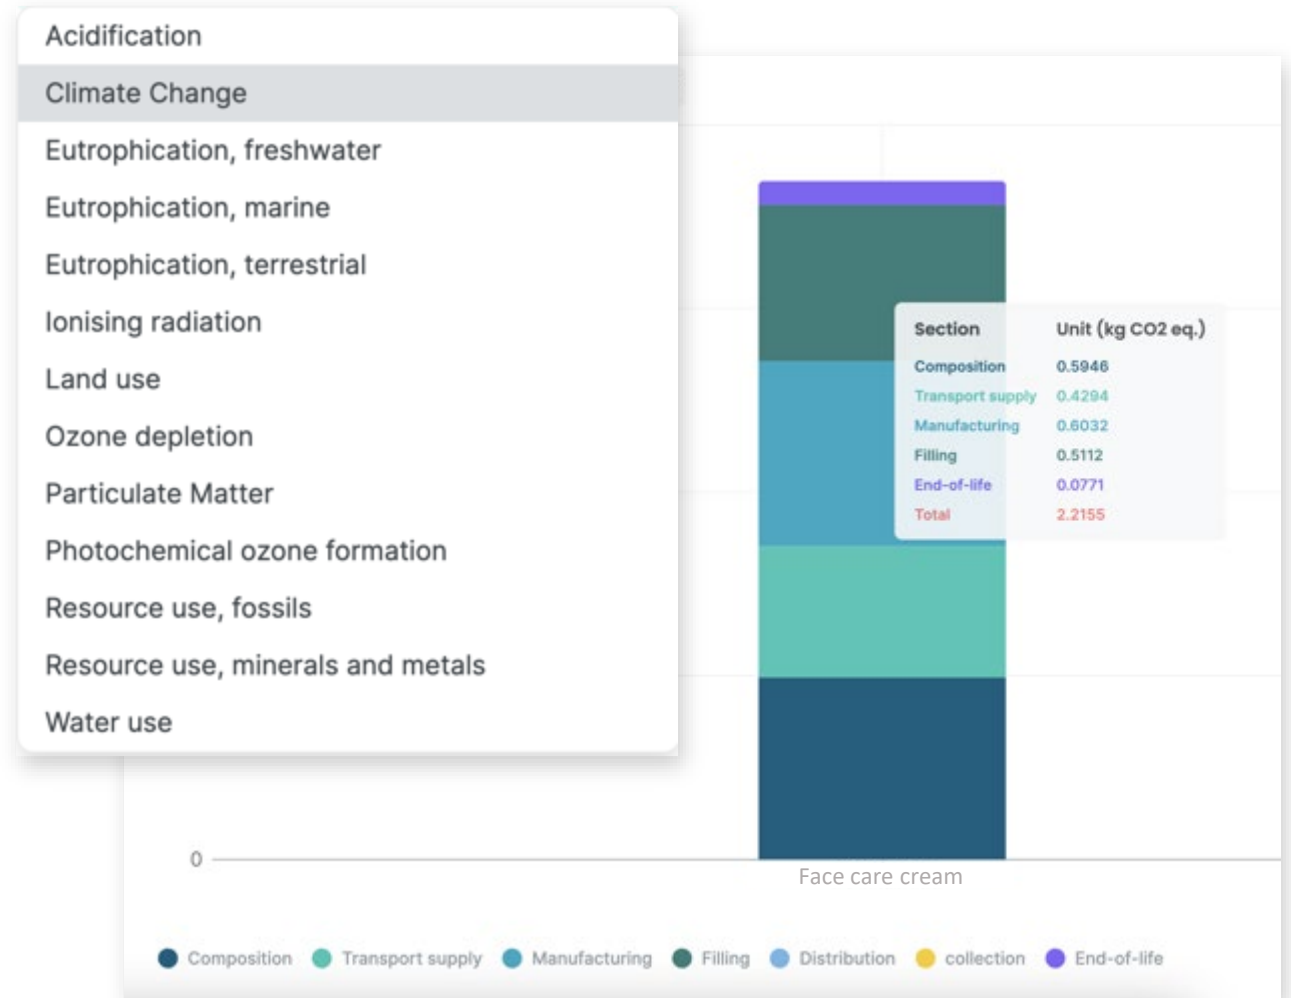 Acidification
Climate Change
Eutrophication, freshwater
Eutrophication, marine
Eutrophication, terrestrial
Ionising radiation
Land use
Ozone depletion
Particulate Matter
Photochemical ozone formation
Resource use, fossils
Resource use, minerals and metals
Water use
Section Unit (kg CO2 eq.)
Composition 0.5946
Transport supply 0.4294
Manufacturing 0.6032
Filling 0.5112
End-of-life 0.0771
Total 2.2155
0
Face care cream
Composition Transport supply Manufacturing Filling Distribution collection End-of-life